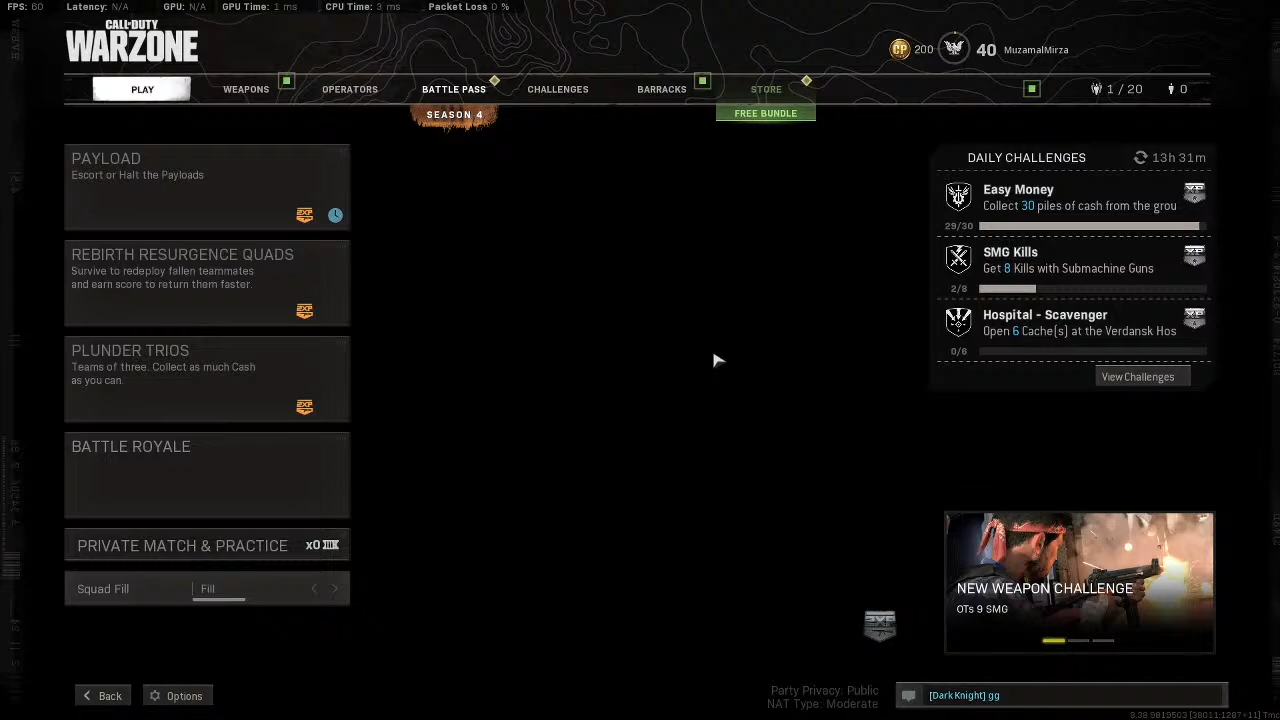 FPS: 60 Latency: N/A GPU: N/A GPU Time: 1 ms CPU Time: 3 ms Packet Loss 0 %
CALL OF DUTY
WARZONE
CP 200 40 MuzamalMirza
PLAY WEAPONS OPERATORS BATTLE PASS CHALLENGES BARRACKS STORE 1 / 20 0
SEASON 4 FREE BUNDLE
PAYLOAD
Escort or Halt the Payloads
2XP
REBIRTH RESURGENCE QUADS
Survive to redeploy fallen teammates
and earn score to return them faster.
2XP
PLUNDER TRIOS
Teams of three. Collect as much Cash
as you can.
2XP
BATTLE ROYALE
PRIVATE MATCH & PRACTICE x0
Squad Fill Fill
Back Options
DAILY CHALLENGES 13h 31m
Easy Money
Collect 30 piles of cash from the grou
29/30
SMG Kills
Get 8 Kills with Submachine Guns
2/8
Hospital - Scavenger
Open 6 Cache(s) at the Verdansk Hos
0/6
View Challenges
NEW WEAPON CHALLENGE
OTs 9 SMG
2XP
Party Privacy: Public
NAT Type: Moderate
[Dark Knight] gg